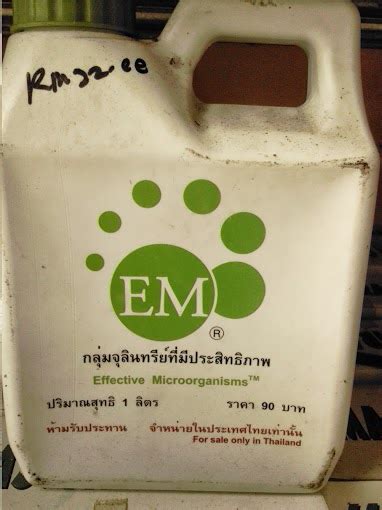 RM22.00
EM®
กลุ่มจุลินทรีย์ที่มีประสิทธิภาพ
Effective Microorganisms™
ปริมาณสุทธิ 1 ลิตร ราคา 90 บาท
ห้ามรับประทาน จำหน่ายในประเทศไทยเท่านั้น
For sale only in Thailand